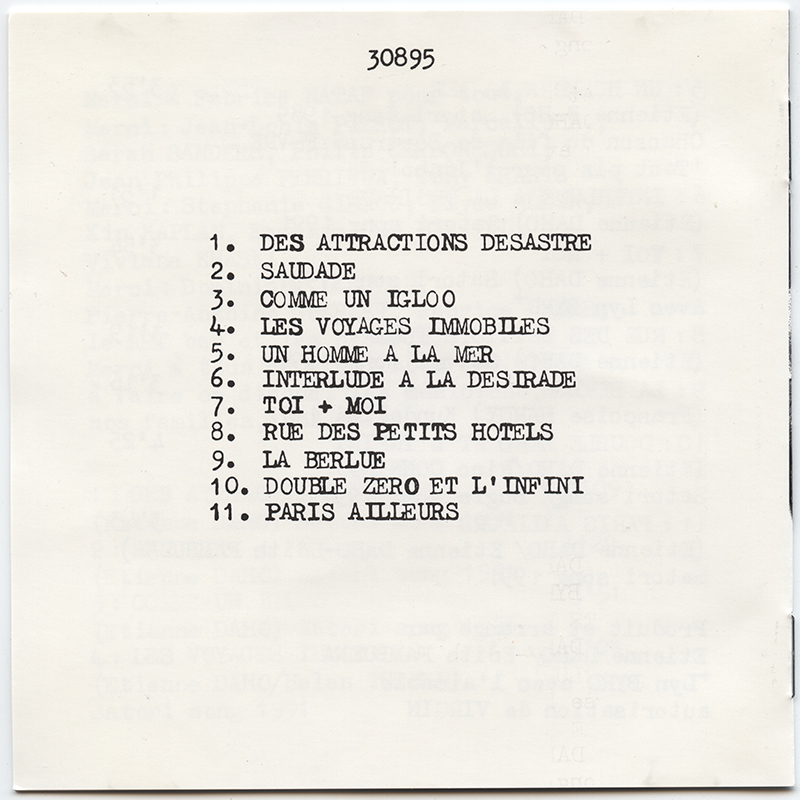 30895
1. DES ATTRACTIONS DESASTRE
2. SAUDADE
3. COMME UN IGLOO
4. LES VOYAGES IMMOBILES
5. UN HOMME A LA MER
6. INTERLUDE A LA DESIRADE
7. TOI + MOI
8. RUE DES PETITS HOTELS
9. LA BERLUE
10. DOUBLE ZERO ET L'INFINI
11. PARIS AILLEURS